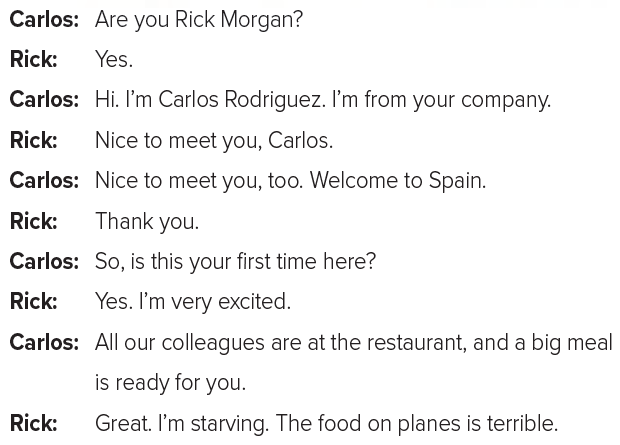 Carlos: Are you Rick Morgan?
Rick: Yes.
Carlos: Hi. I’m Carlos Rodriguez. I’m from your company.
Rick: Nice to meet you, Carlos.
Carlos: Nice to meet you, too. Welcome to Spain.
Rick: Thank you.
Carlos: So, is this your first time here?
Rick: Yes. I’m very excited.
Carlos: All our colleagues are at the restaurant, and a big meal
is ready for you.
Rick: Great. I’m starving. The food on planes is terrible.